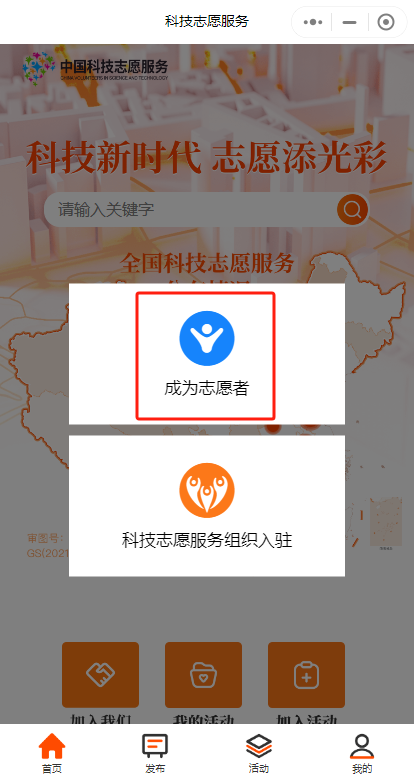 科技志愿服务
中国科技志愿服务
CHINA VOLUNTEERS IN SCIENCE AND TECHNOLOGY
科技新时代 志愿添光彩
请输入关键字
全国科技志愿服务
成为志愿者
科技志愿服务组织入驻
审图号:
GS(2021
加入我们
我的活动
加入活动
首页
发布
活动
我的